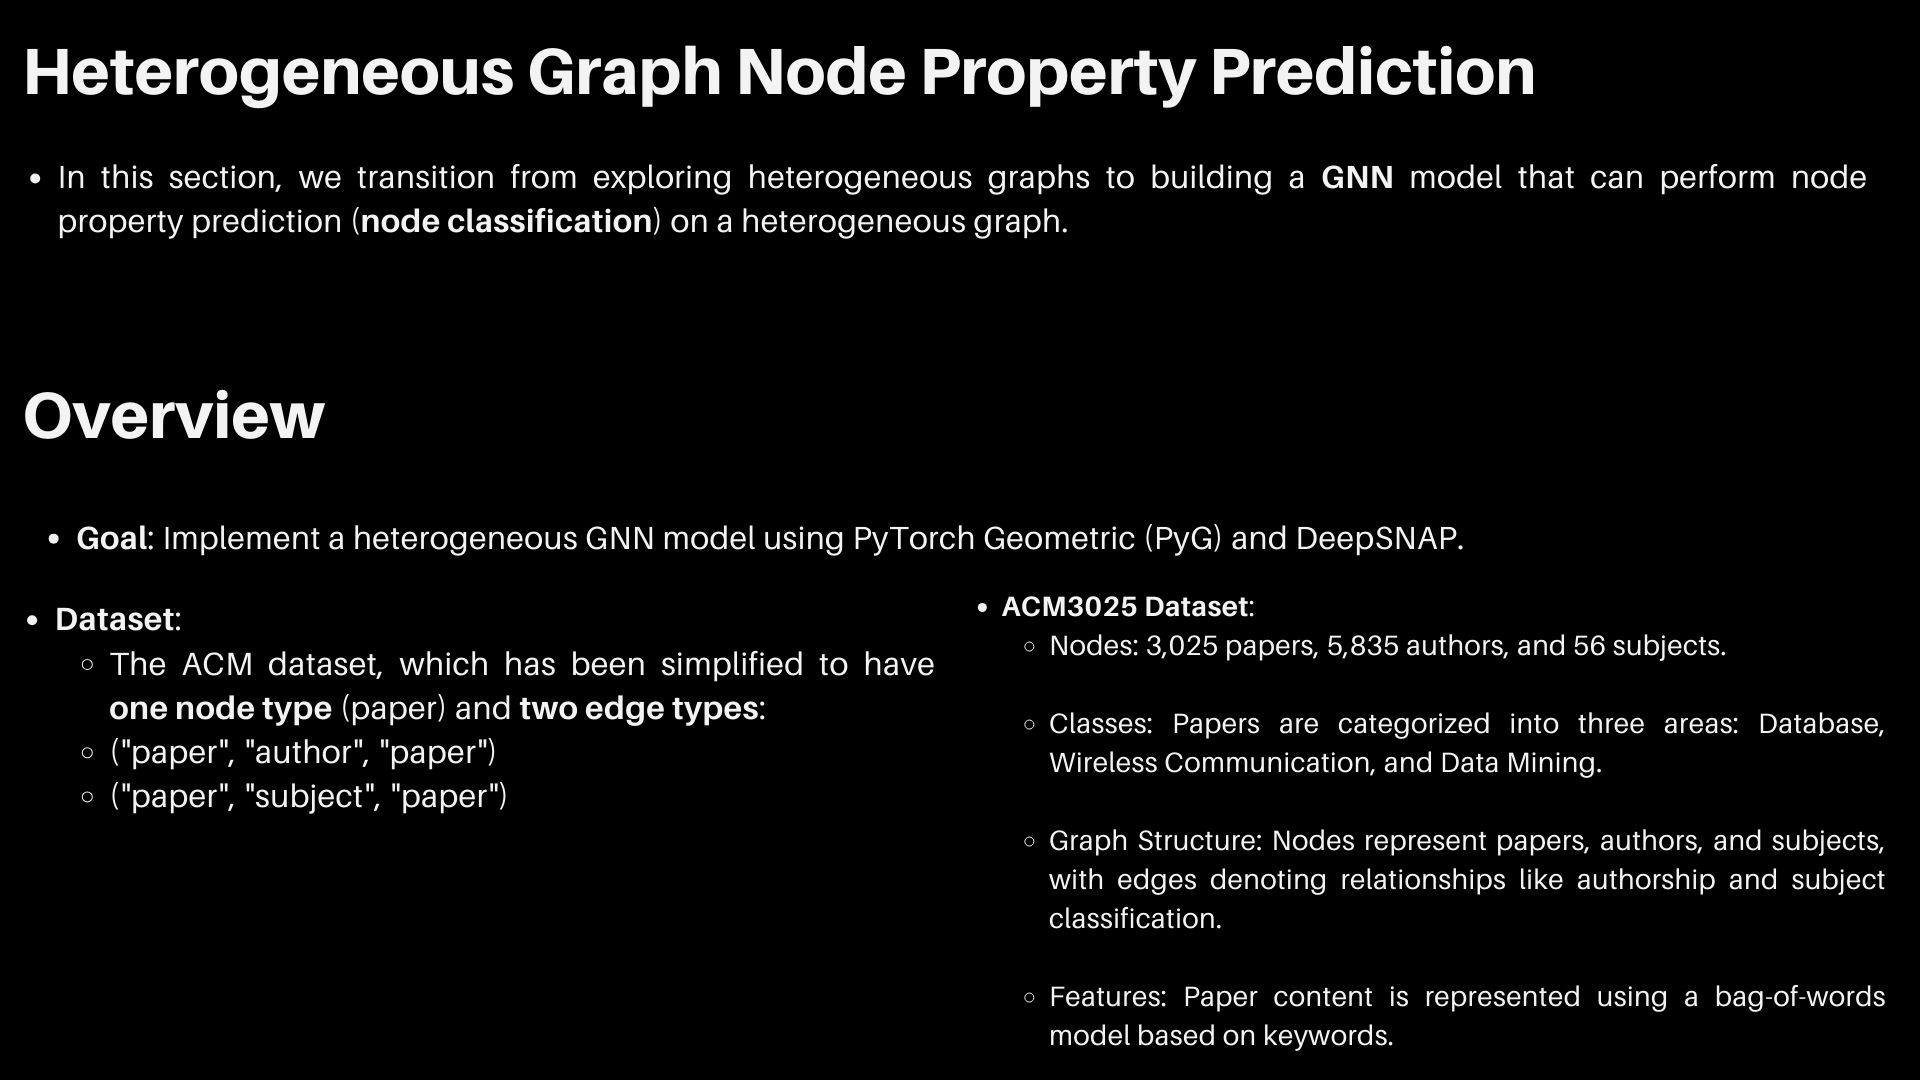 Heterogeneous Graph Node Property Prediction
• In this section, we transition from exploring heterogeneous graphs to building a GNN model that can perform node
property prediction (node classification) on a heterogeneous graph.
Overview
• Goal: Implement a heterogeneous GNN model using PyTorch Geometric (PyG) and DeepSNAP.
• Dataset:
○ The ACM dataset, which has been simplified to have
one node type (paper) and two edge types:
○ ("paper", "author", "paper")
○ ("paper", "subject", "paper")
• ACM3025 Dataset:
○ Nodes: 3,025 papers, 5,835 authors, and 56 subjects.
○ Classes: Papers are categorized into three areas: Database,
Wireless Communication, and Data Mining.
○ Graph Structure: Nodes represent papers, authors, and subjects,
with edges denoting relationships like authorship and subject
classification.
○ Features: Paper content is represented using a bag-of-words
model based on keywords.